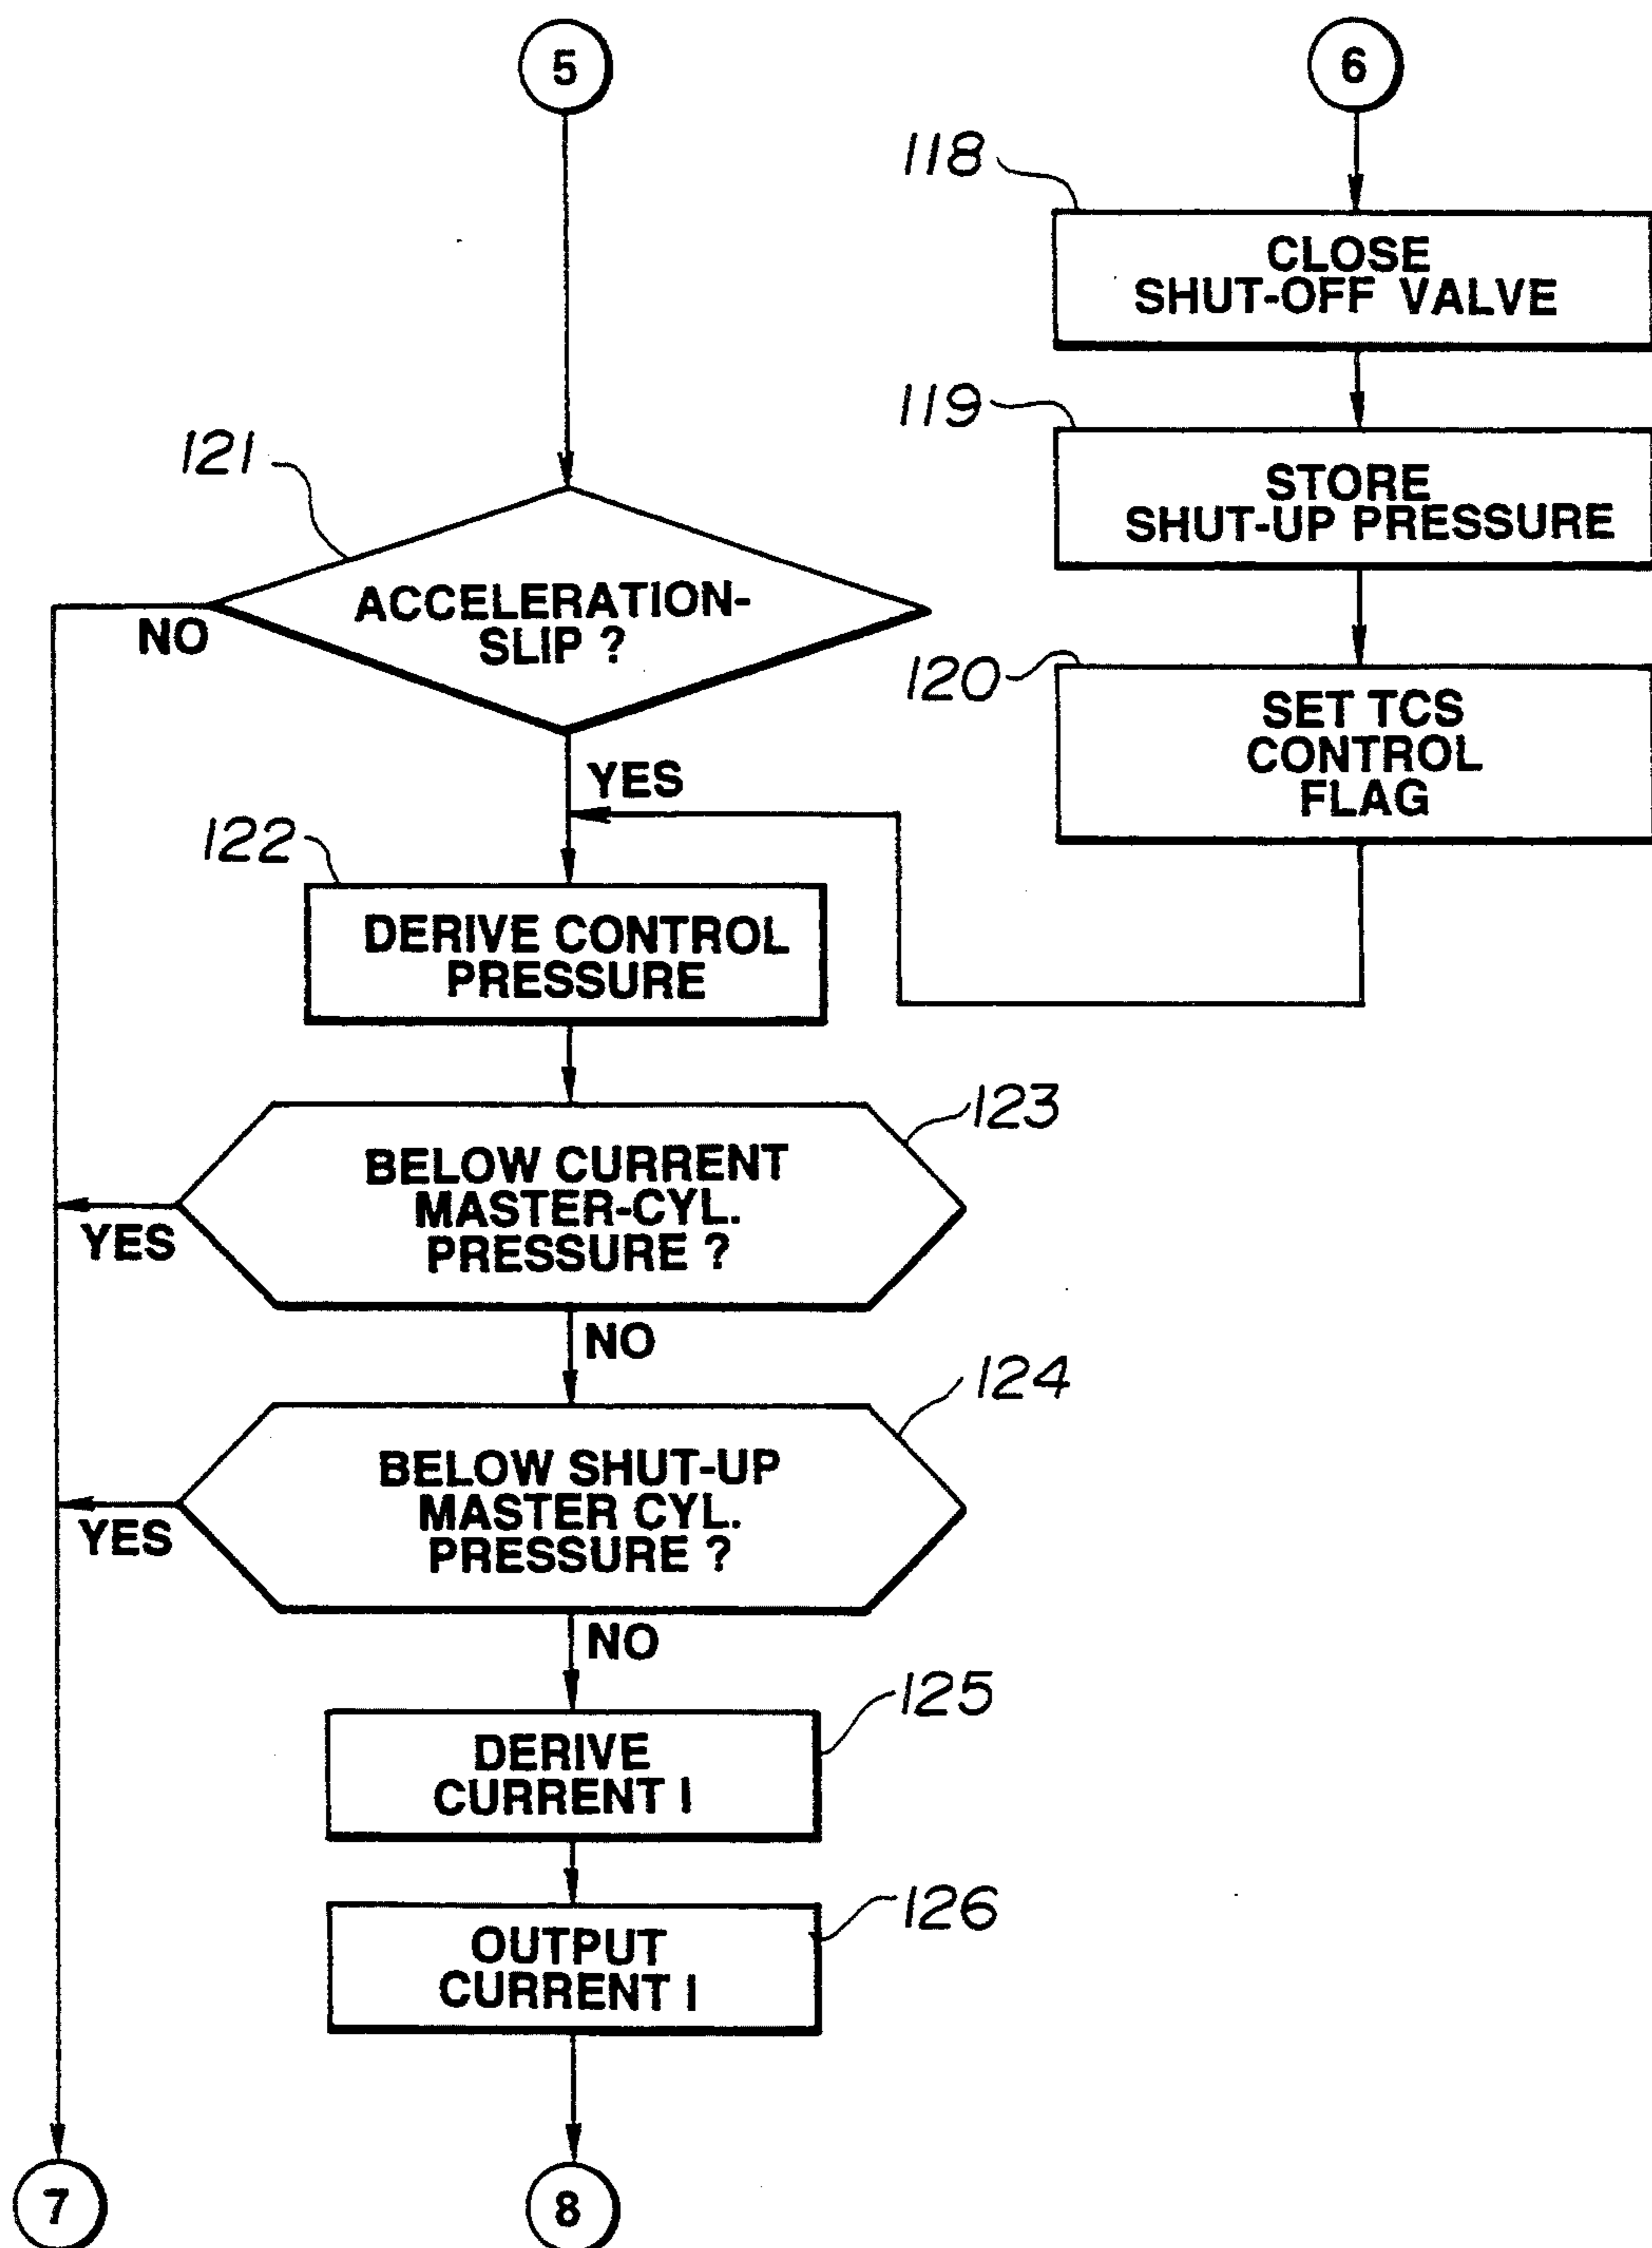 5
6
118
CLOSE
SHUT-OFF VALVE
119
STORE
SHUT-UP PRESSURE
121
ACCELERATION-
SLIP ?
NO
120
SET TCS
CONTROL
FLAG
YES
122
DERIVE CONTROL
PRESSURE
123
BELOW CURRENT
MASTER-CYL.
PRESSURE ?
YES
NO
124
BELOW SHUT-UP
MASTER CYL.
PRESSURE ?
YES
NO
125
DERIVE
CURRENT I
126
OUTPUT
CURRENT I
7
8